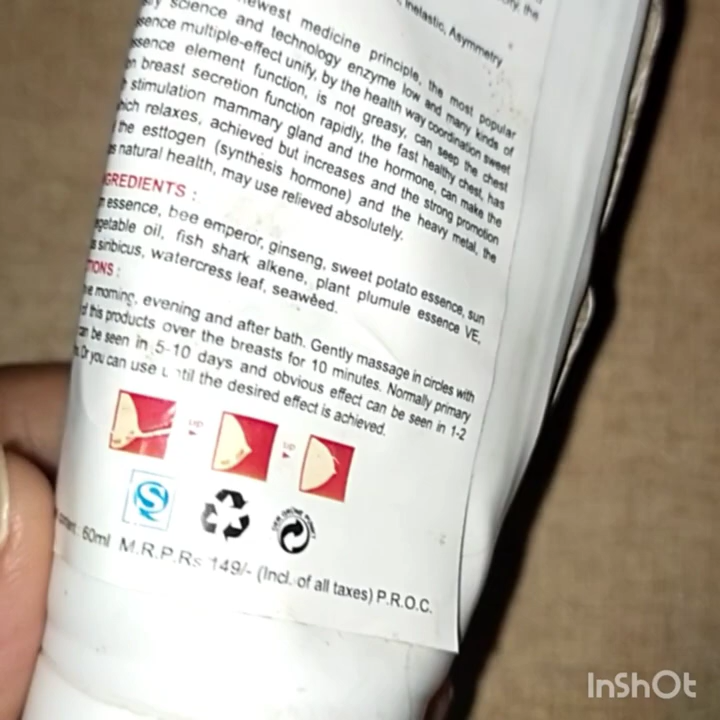 Inelastic, Asymmetry
newest medicine principle, the most popular
science and technology enzyme low and many kinds of
essence multiple-effect unify, by the health way coordination sweet
essence element function, is not greasy, can seep the chest
breast secretion function rapidly, the fast healthy chest, has
stimulation mammary gland and the hormone, can make the
which relaxes, achieved but increases and the strong promotion
the esttogen (synthesis hormone) and the heavy metal, the
natural health, may use relieved absolutely.
GREDIENTS :
essence, bee emperor, ginseng, sweet potato essence, sun
getable oil, fish shark alkene, plant plumule essence VE,
siribicus, watercress leaf, seaweed.
TIONS :
morning, evening and after bath. Gently massage in circles with
this products over the breasts for 10 minutes. Normally primary
can be seen in 5-10 days and obvious effect can be seen in 1-2
Or you can use until the desired effect is achieved.
UP
UP
S
60ml M.R.P.Rs 149/- (Incl. of all taxes) P.R.O.C.
InShOt